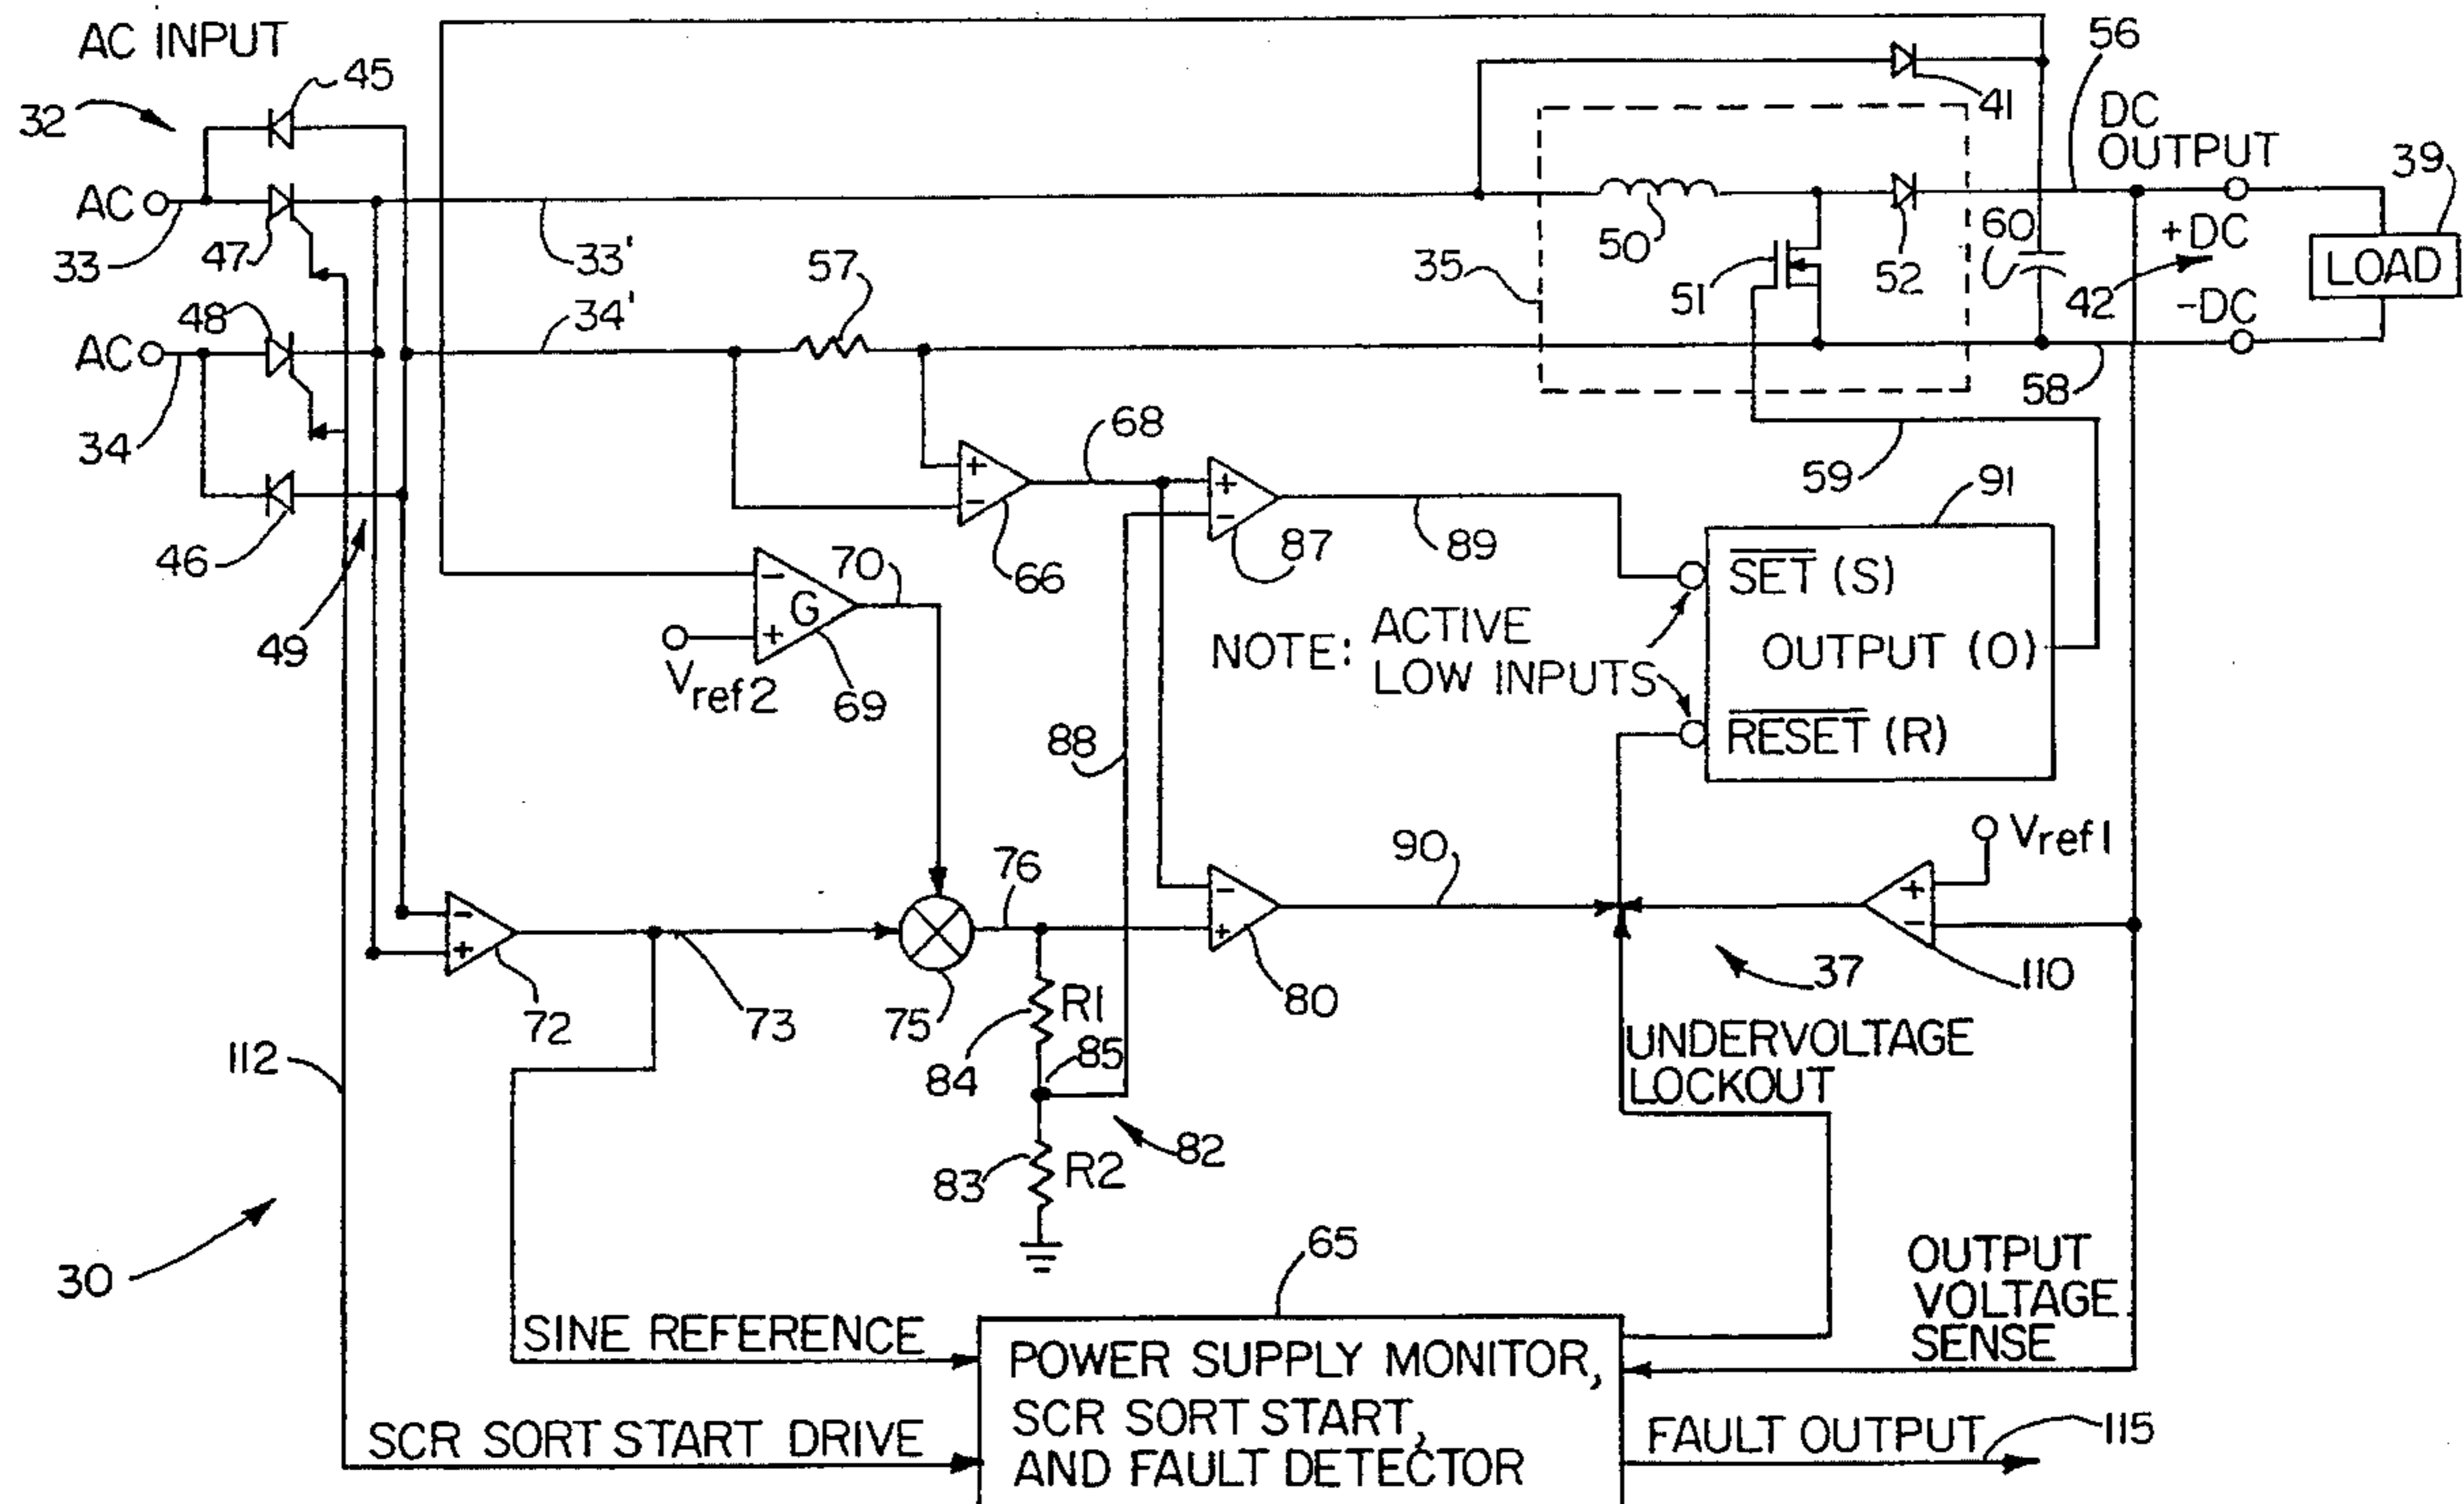 AC INPUT
45
56
32
41
DC
OUTPUT
39
AC
33
47
33'
57
35
50
51
52
60
+DC
42
LOAD
48
34'
-DC
AC
58
34
68
59
91
46
66
87
89
SET (S)
49
70
G
NOTE: ACTIVE
LOW INPUTS
OUTPUT (O)
Vref2
69
88
RESET (R)
90
Vref1
76
72
73
75
80
37
110
R1
84
85
UNDERVOLTAGE
LOCKOUT
112
82
83
R2
30
65
OUTPUT
VOLTAGE
SENSE
SINE REFERENCE
POWER SUPPLY MONITOR,
SCR SORT START,
AND FAULT DETECTOR
SCR SORT START DRIVE
FAULT OUTPUT
115